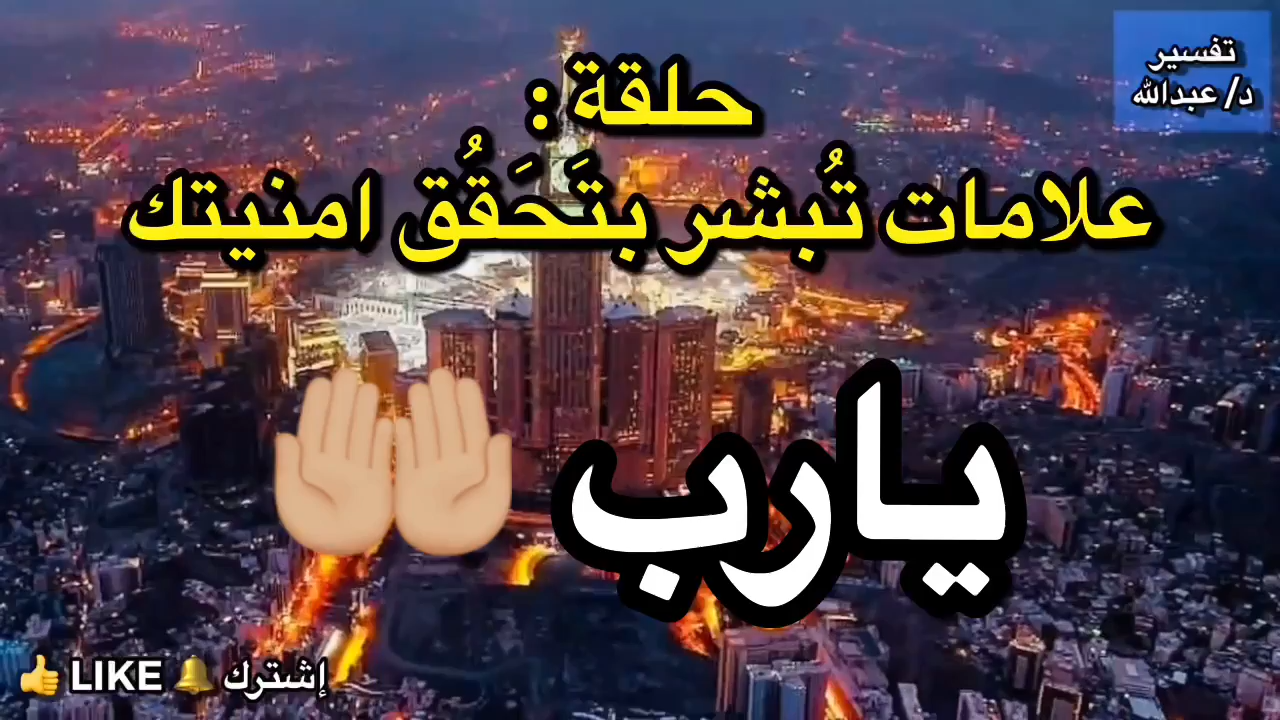 تفسير
د/ عبدالله
حلقة :
علامات تُبشر بتَحَقُق امنيتك
يارب
LIKE إشترك